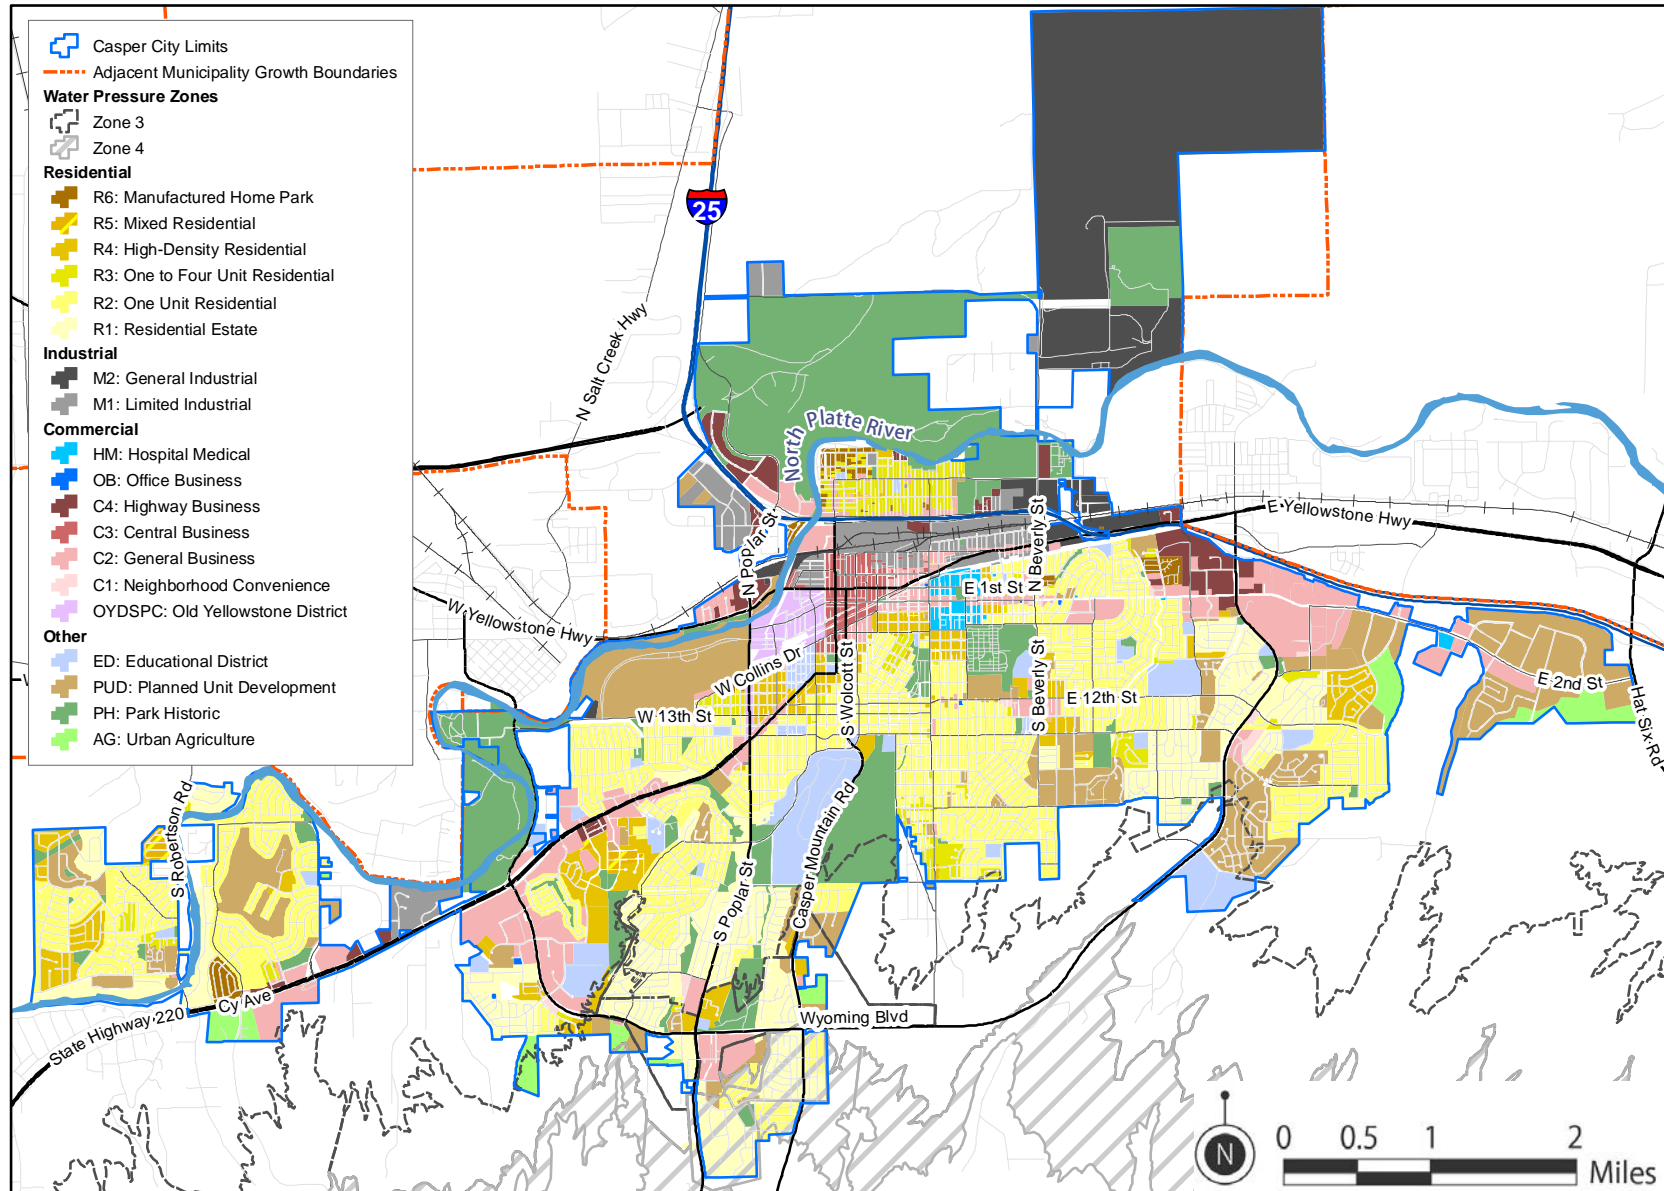 Casper City Limits
Adjacent Municipality Growth Boundaries
Water Pressure Zones
Zone 3
Zone 4
Residential
R6: Manufactured Home Park
R5: Mixed Residential
R4: High-Density Residential
R3: One to Four Unit Residential
R2: One Unit Residential
R1: Residential Estate
Industrial
M2: General Industrial
M1: Limited Industrial
Commercial
HM: Hospital Medical
OB: Office Business
C4: Highway Business
C3: Central Business
C2: General Business
C1: Neighborhood Convenience
OYDSPC: Old Yellowstone District
Other
ED: Educational District
PUD: Planned Unit Development
PH: Park Historic
AG: Urban Agriculture
25
N Salt Creek Hwy
North Platte River
N Poplar St
N Beverly St
E Yellowstone Hwy
E 1st St
W Yellowstone Hwy
W Collins Dr
S Wolcott St
S Beverly St
E 12th St
E 2nd St
Hat Six Rd
W 13th St
S Robertson Rd
Casper Mountain Rd
S Poplar St
Cy Ave
State Highway 220
Wyoming Blvd
N
0 0.5 1 2
Miles